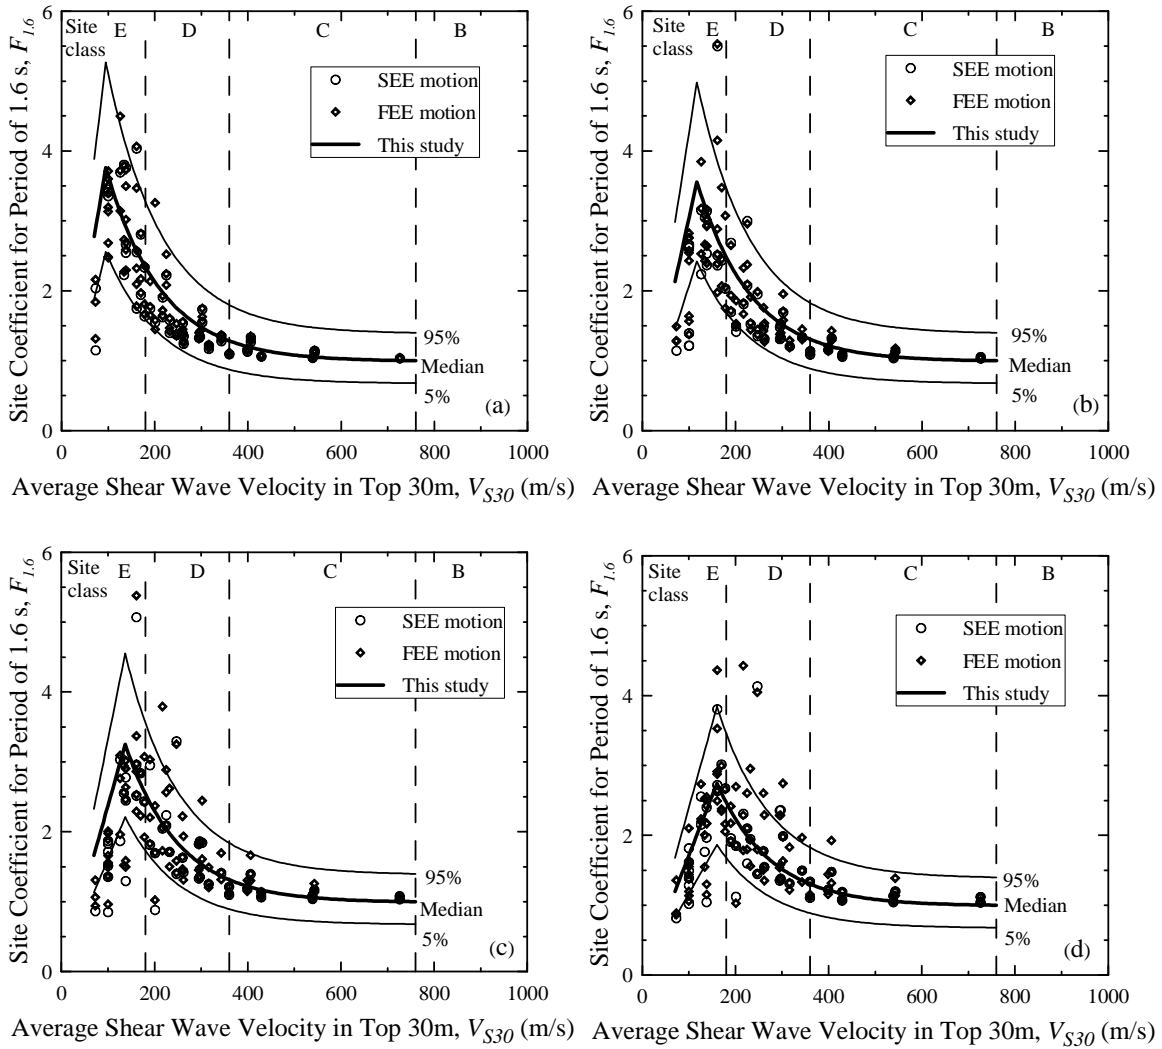 Site Coefficient for Period of 1.6 s, F1.6
6
4
2
0
Site
class
E
D
C
B
SEE motion
FEE motion
This study
95%
Median
5%
(a)
0
200
400
600
800
1000
Average Shear Wave Velocity in Top 30m, VS30 (m/s)
Site Coefficient for Period of 1.6 s, F1.6
6
4
2
0
Site
class
E
D
C
B
SEE motion
FEE motion
This study
95%
Median
5%
(b)
0
200
400
600
800
1000
Average Shear Wave Velocity in Top 30m, VS30 (m/s)
Site Coefficient for Period of 1.6 s, F1.6
6
4
2
0
Site
class
E
D
C
B
SEE motion
FEE motion
This study
95%
Median
5%
(c)
0
200
400
600
800
1000
Average Shear Wave Velocity in Top 30m, VS30 (m/s)
Site Coefficient for Period of 1.6 s, F1.6
6
4
2
0
Site
class
E
D
C
B
SEE motion
FEE motion
This study
95%
Median
5%
(d)
0
200
400
600
800
1000
Average Shear Wave Velocity in Top 30m, VS30 (m/s)